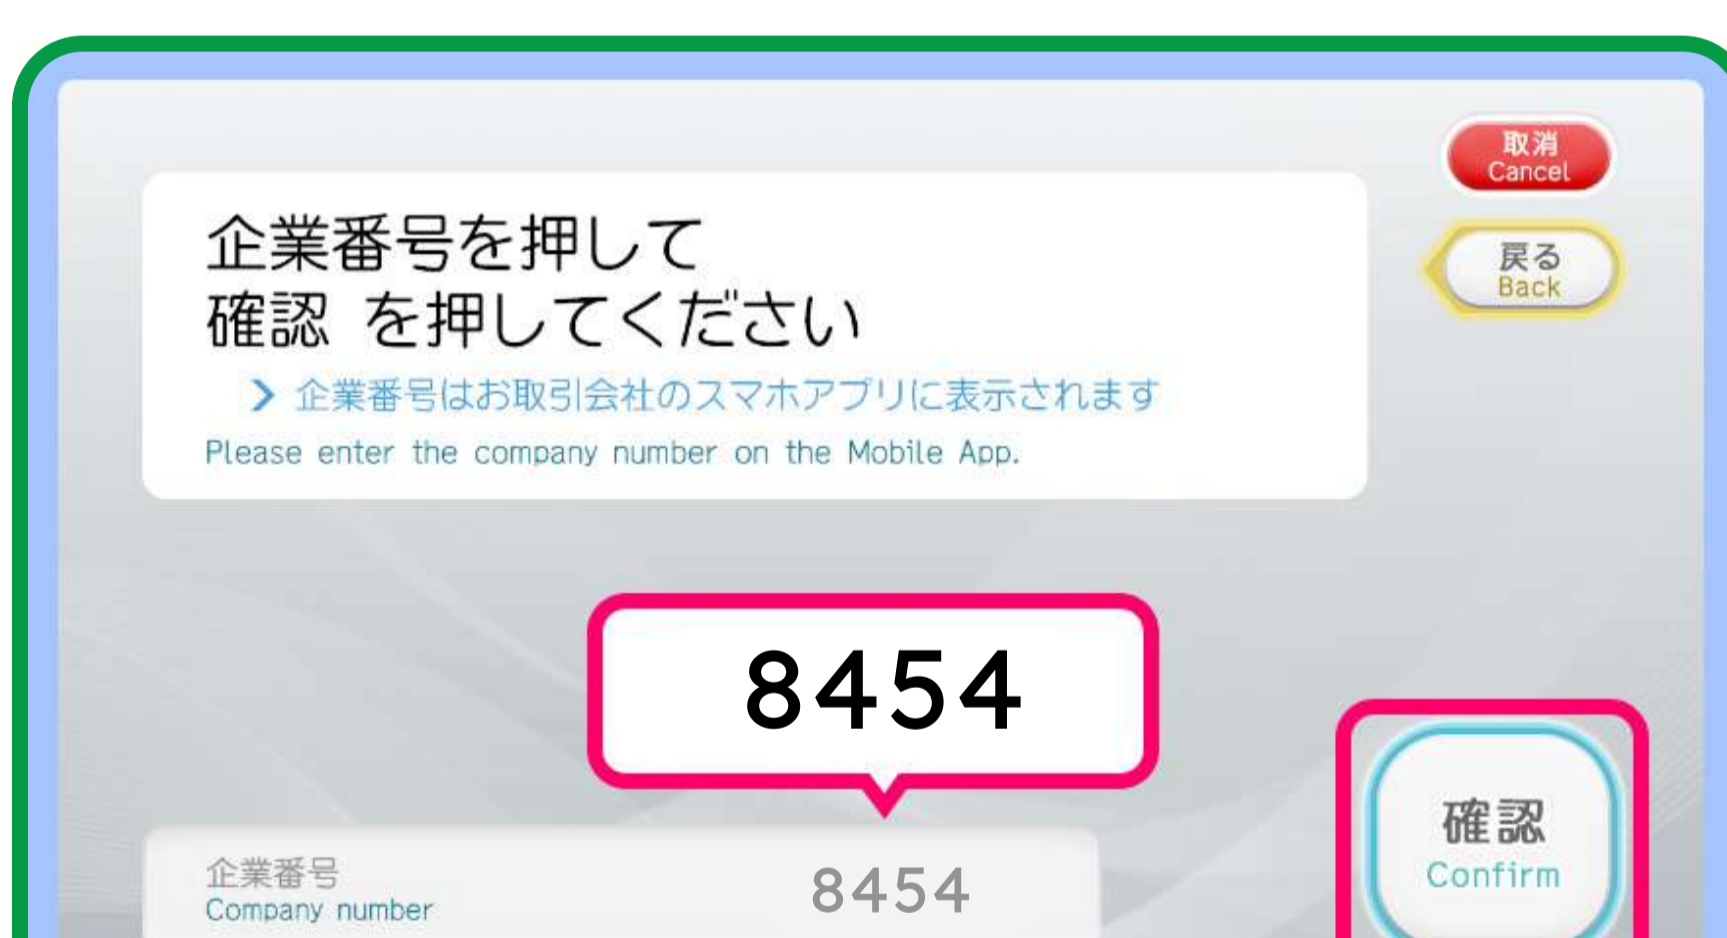 取消
Cancel
企業番号を押して
確認 を押してください
戻る
Back
> 企業番号はお取引会社のスマホアプリに表示されます
Please enter the company number on the Mobile App.
8454
確認
Confirm
企業番号
Company number
8454